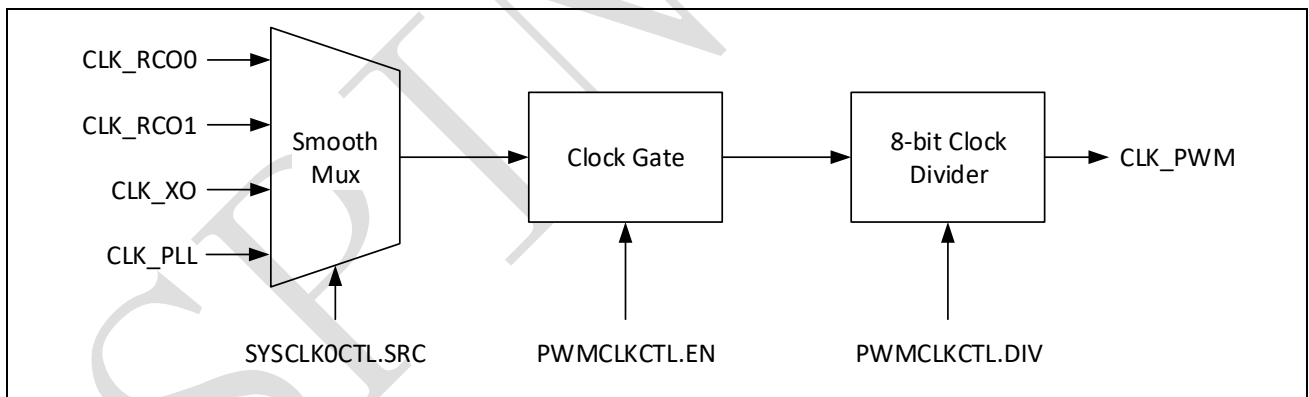 CLK_RCO0
CLK_RCO1
CLK_XO
CLK_PLL
Smooth
Mux
Clock Gate
8-bit Clock
Divider
CLK_PWM
SYSCLK0CTL.SRC
PWMCLKCTL.EN
PWMCLKCTL.DIV